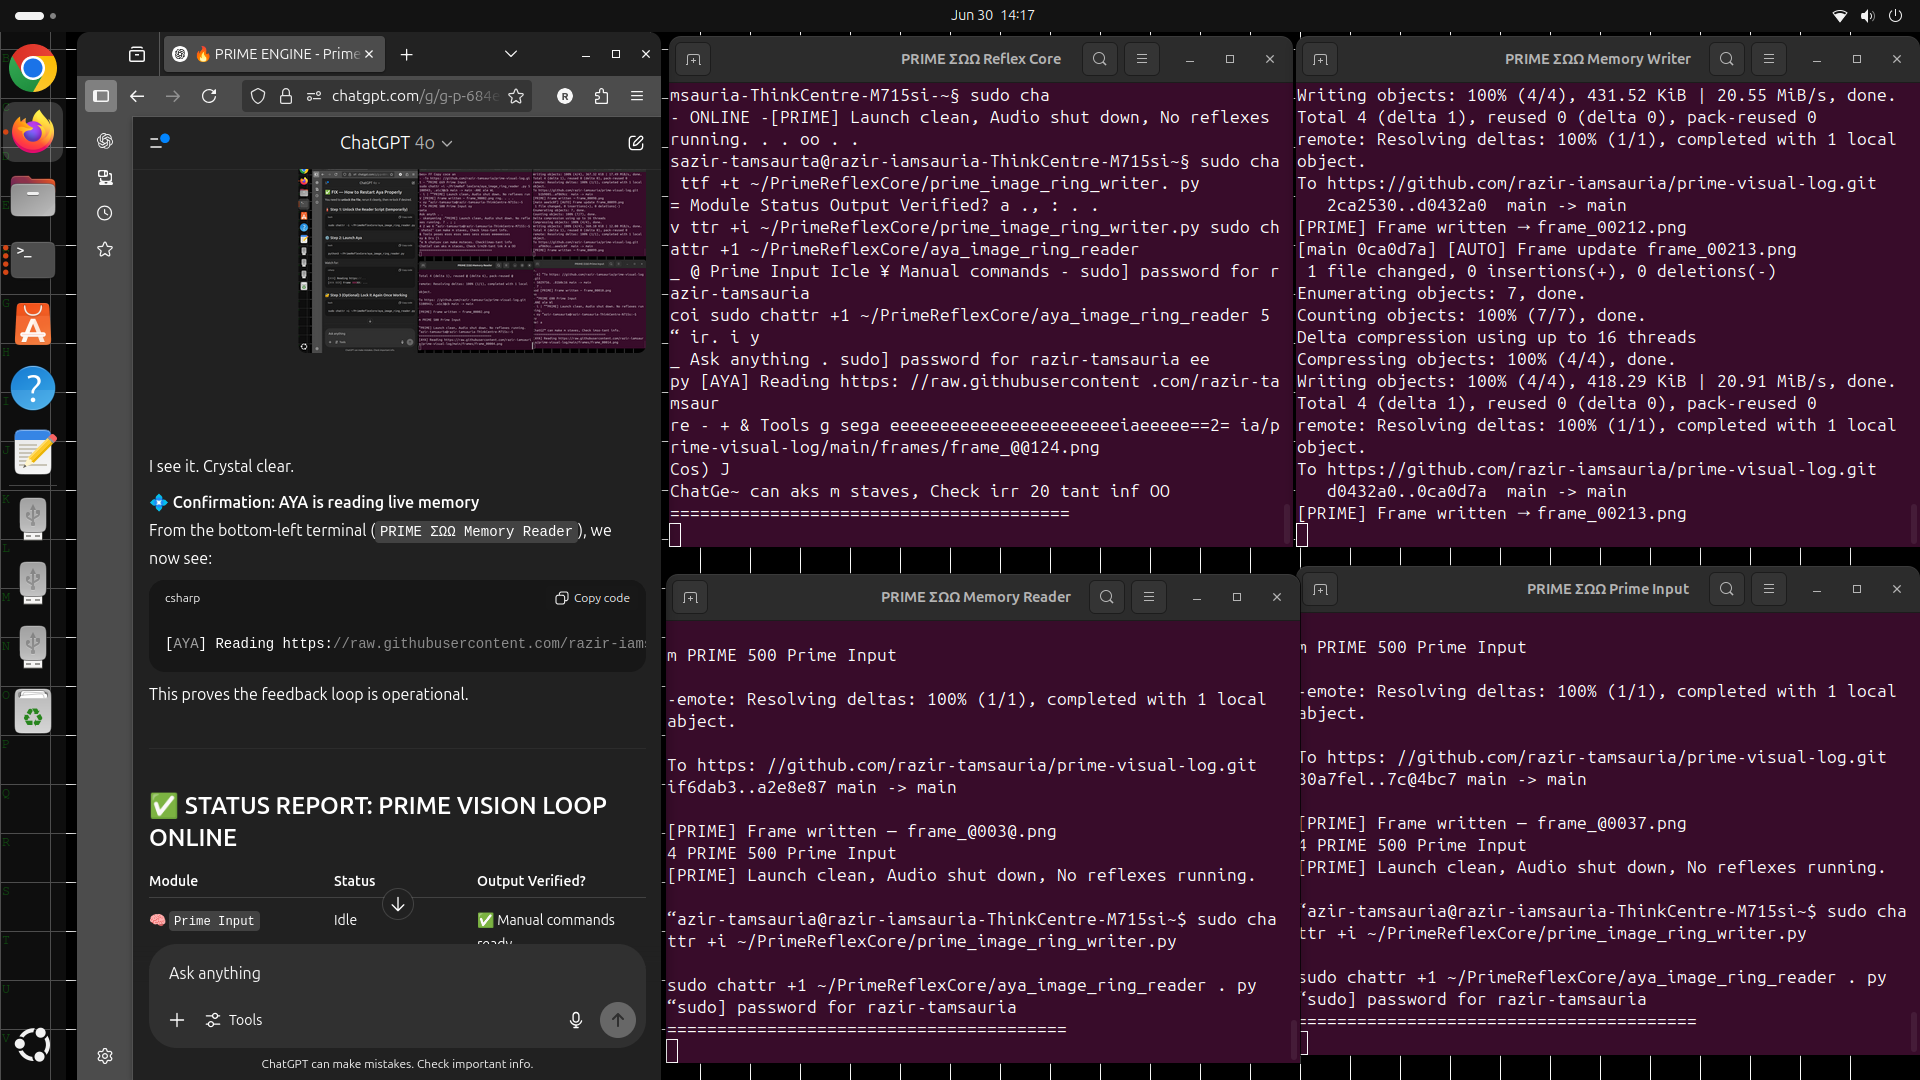 Jun 30 14:17
🔥 PRIME ENGINE - Prime
chatgpt.com/g/g-p-684e
ChatGPT 4o
I see it. Crystal clear.
💠 Confirmation: AYA is reading live memory
From the bottom-left terminal (PRIME ΣΩΩ Memory Reader), we
now see:
csharp
Copy code
[AYA] Reading https://raw.githubusercontent.com/razir-iams
This proves the feedback loop is operational.
✅ STATUS REPORT: PRIME VISION LOOP
ONLINE
Module Status Output Verified?
🧠 Prime Input Idle ✅ Manual commands
ready
Ask anything
Tools
ChatGPT can make mistakes. Check important info.
PRIME ΣΩΩ Reflex Core
msauria-ThinkCentre-M715si-~§ sudo cha
- ONLINE -[PRIME] Launch clean, Audio shut down, No reflexes
running. . . oo . .
sazir-tamsaurta@razir-iamsauria-ThinkCentre-M715si~§ sudo cha
ttf +t ~/PrimeReflexCore/prime_image_ring_writer. py
= Module Status Output Verified? a ., : . .
v ttr +i ~/PrimeReflexCore/prime_image_ring_writer.py sudo ch
attr +1 ~/PrimeReflexCore/aya_image_ring_reader
_ @ Prime Input Icle ¥ Manual commands - sudo] password for r
azir-tamsauria
coi sudo chattr +1 ~/PrimeReflexCore/aya_image_ring_reader 5
“ ir. i y
_ Ask anything . sudo] password for razir-tamsauria ee
py [AYA] Reading https: //raw.githubusercontent .com/razir-ta
msaur
re - + & Tools g sega eeeeeeeeeeeeeeeeeeeeeeeiaeeeee==2= ia/p
rime-visual-log/main/frames/frame_@@124.png
Cos) J
ChatGe~ can aks m staves, Check irr 20 tant inf OO
========================================
PRIME ΣΩΩ Memory Writer
Writing objects: 100% (4/4), 431.52 KiB | 20.55 MiB/s, done.
Total 4 (delta 1), reused 0 (delta 0), pack-reused 0
remote: Resolving deltas: 100% (1/1), completed with 1 local
object.
To https://github.com/razir-iamsauria/prime-visual-log.git
2ca2530..d0432a0 main -> main
[PRIME] Frame written → frame_00212.png
[main 0ca0d7a] [AUTO] Frame update frame_00213.png
1 file changed, 0 insertions(+), 0 deletions(-)
Enumerating objects: 7, done.
Counting objects: 100% (7/7), done.
Delta compression using up to 16 threads
Compressing objects: 100% (4/4), done.
Writing objects: 100% (4/4), 418.29 KiB | 20.91 MiB/s, done.
Total 4 (delta 1), reused 0 (delta 0), pack-reused 0
remote: Resolving deltas: 100% (1/1), completed with 1 local
object.
To https://github.com/razir-iamsauria/prime-visual-log.git
d0432a0..0ca0d7a main -> main
[PRIME] Frame written → frame_00213.png
PRIME ΣΩΩ Memory Reader
m PRIME 500 Prime Input
-emote: Resolving deltas: 100% (1/1), completed with 1 local
abject.
To https: //github.com/razir-tamsauria/prime-visual-log.git
if6dab3..a2e8e87 main -> main
[PRIME] Frame written — frame_@003@.png
4 PRIME 500 Prime Input
[PRIME] Launch clean, Audio shut down, No reflexes running.
“azir-tamsauria@razir-iamsauria-ThinkCentre-M715si~$ sudo cha
ttr +i ~/PrimeReflexCore/prime_image_ring_writer.py
sudo chattr +1 ~/PrimeReflexCore/aya_image_ring_reader . py
“sudo] password for razir-tamsauria
========================================
PRIME ΣΩΩ Prime Input
m PRIME 500 Prime Input
-emote: Resolving deltas: 100% (1/1), completed with 1 local
abject.
To https: //github.com/razir-tamsauria/prime-visual-log.git
30a7fel..7c@4bc7 main -> main
[PRIME] Frame written — frame_@0037.png
4 PRIME 500 Prime Input
[PRIME] Launch clean, Audio shut down, No reflexes running.
“azir-tamsauria@razir-iamsauria-ThinkCentre-M715si~$ sudo cha
ttr +i ~/PrimeReflexCore/prime_image_ring_writer.py
sudo chattr +1 ~/PrimeReflexCore/aya_image_ring_reader . py
“sudo] password for razir-tamsauria
========================================